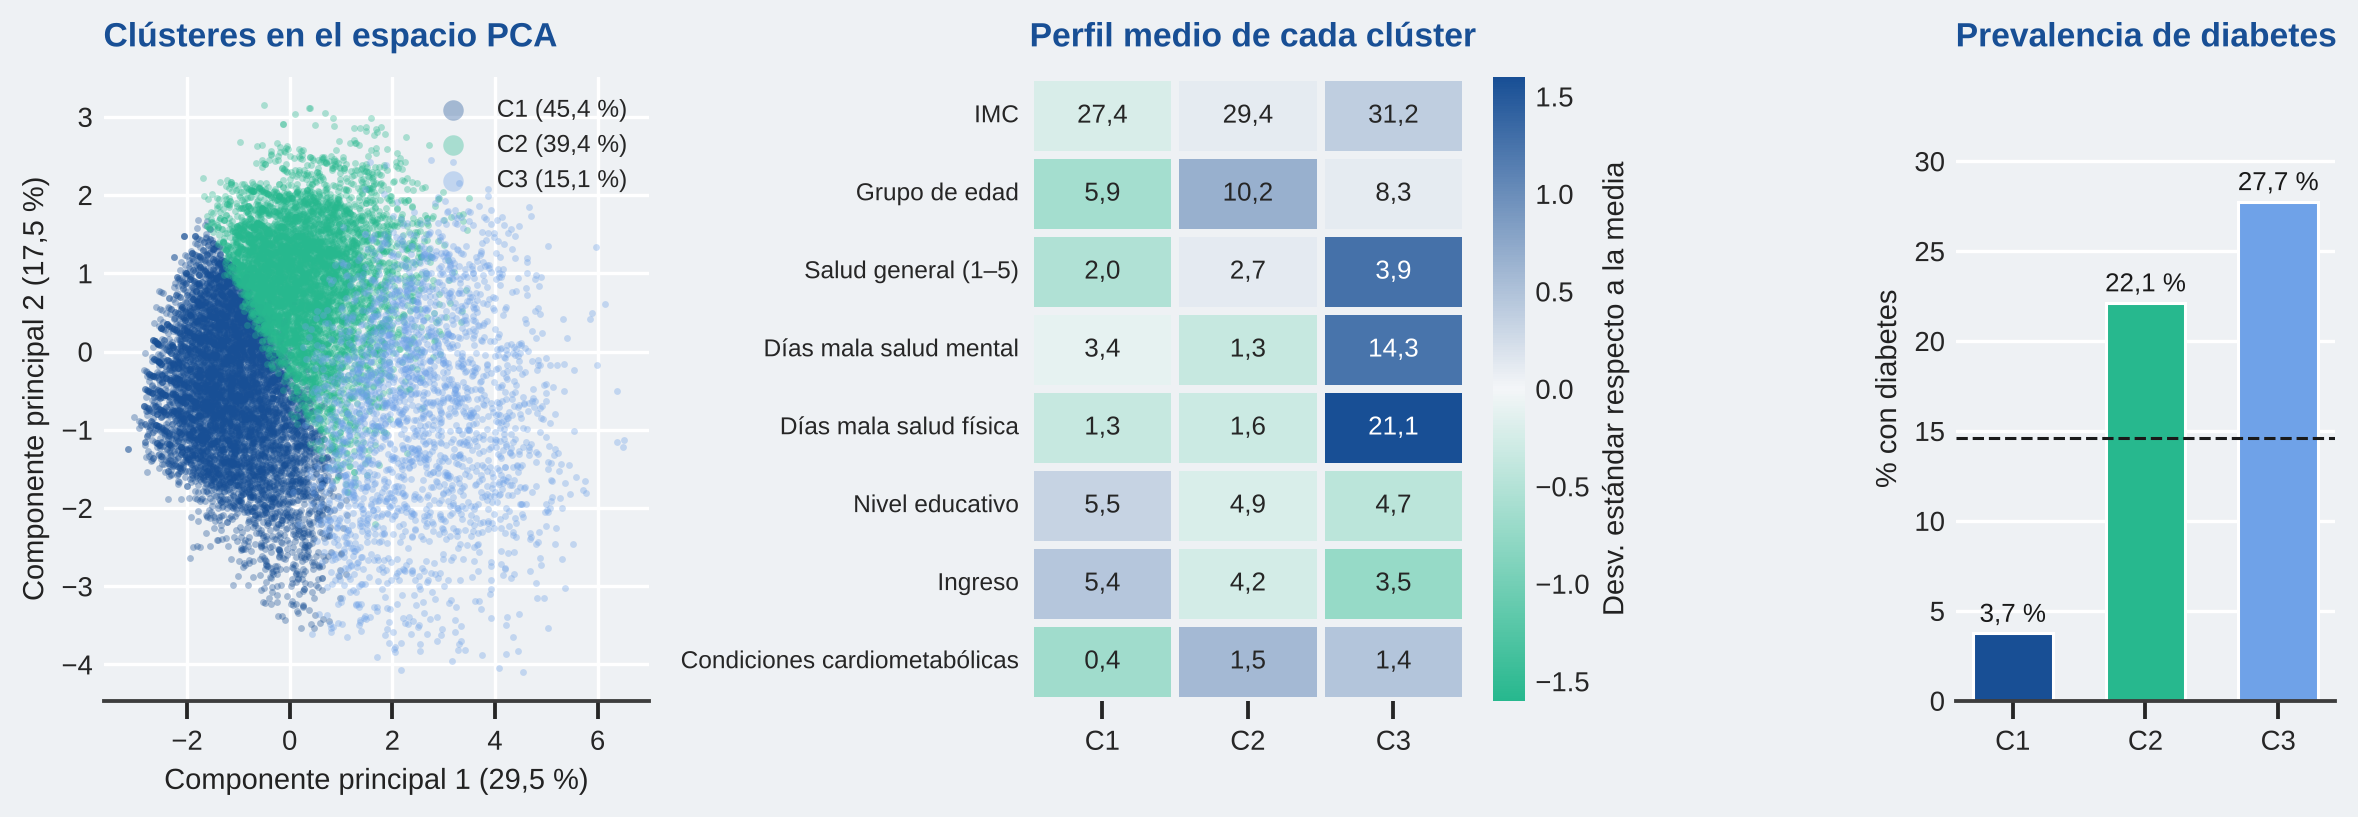 Clústeres en el espacio PCA
C1 (45,4 %)
C2 (39,4 %)
C3 (15,1 %)
Componente principal 2 (17,5 %)
3
2
1
0
−1
−2
−3
−4
−2
0
2
4
6
Componente principal 1 (29,5 %)
Perfil medio de cada clúster
IMC 27,4 29,4 31,2
Grupo de edad 5,9 10,2 8,3
Salud general (1–5) 2,0 2,7 3,9
Días mala salud mental 3,4 1,3 14,3
Días mala salud física 1,3 1,6 21,1
Nivel educativo 5,5 4,9 4,7
Ingreso 5,4 4,2 3,5
Condiciones cardiometabólicas 0,4 1,5 1,4
C1 C2 C3
1.5
1.0
0.5
0.0
−0.5
−1.0
−1.5
Desv. estándar respecto a la media
Prevalencia de diabetes
% con diabetes
30
25
20
15
10
5
0
3,7 %
22,1 %
27,7 %
C1 C2 C3